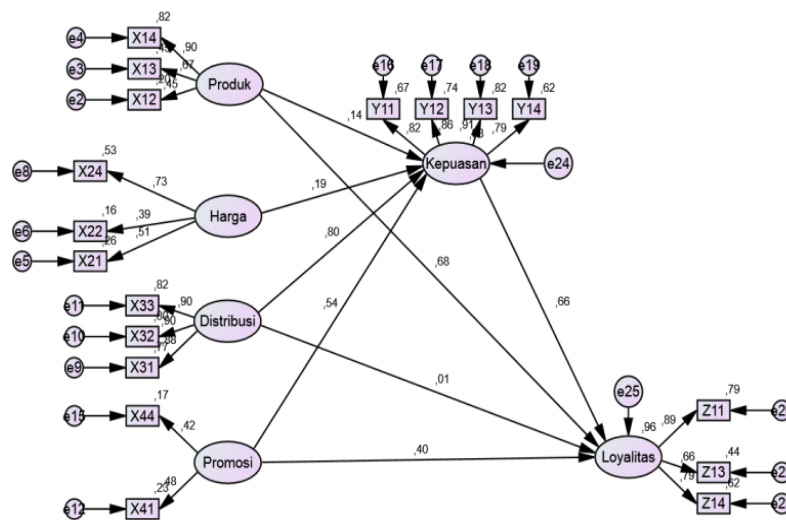 ,82
e4 X14 ,90
e3 X13 ,67
Produk
e2 X12 ,45
e16 e17 e18 e19
,67 ,74 ,82 ,62
Y11 Y12 Y13 Y14
,82 ,86 ,91 ,79
,14
Kepuasan e24
,53
e8 X24
,73
,19
,16 ,39
Harga
e6 X22
,26 ,51
e5 X21
,80
,68
,82
e11 X33 ,90
,54
,66
e10 X32 ,90
Distribusi
,88
,77
e9 X31
,01
e25
,17
e15 X44
,42
,79
Z11
,96 ,89
,40
Promosi
Loyalitas
,66 ,44
Z13
,23 ,48
,79 ,62
e12 X41
Z14